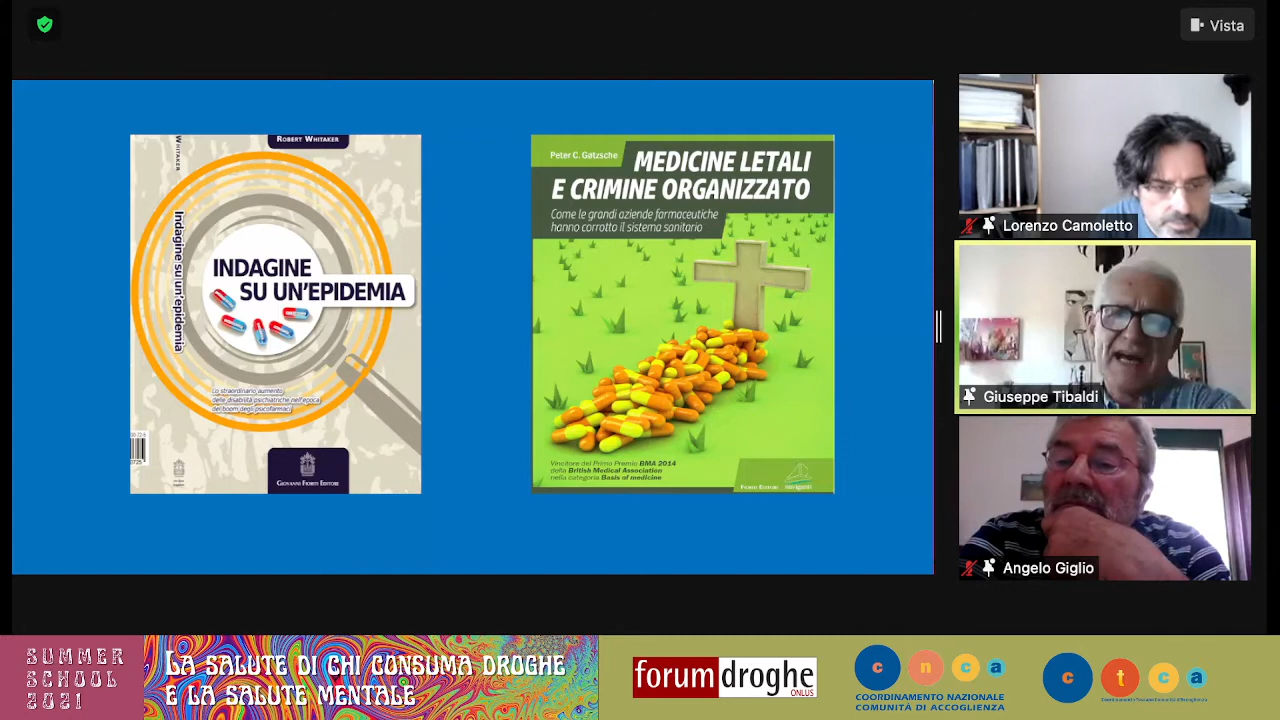 Vista
ROBERT WHITAKER
WHITAKER
Indagine su un'epidemia
INDAGINE
SU UN'EPIDEMIA
Lo straordinario aumento
delle disabilità psichiatriche nell'epoca
del boom degli psicofarmaci
GIOVANNI FIORITI EDITORE
Peter C. Gøtzsche
MEDICINE LETALI
E CRIMINE ORGANIZZATO
Come le grandi aziende farmaceutiche
hanno corrotto il sistema sanitario
Vincitore del Primo Premio BMA 2014
della British Medical Association
nella categoria Basis of medicine
FIORITI EDITORE
Lorenzo Camoletto
Giuseppe Tibaldi
Angelo Giglio
SUMMER
SCHOOL
2021
LA SALUTE DI CHI CONSUMA DROGHE
E LA SALUTE MENTALE
forumdroghe
ONLUS
c n c a
COORDINAMENTO NAZIONALE
COMUNITÀ DI ACCOGLIENZA
c t c a